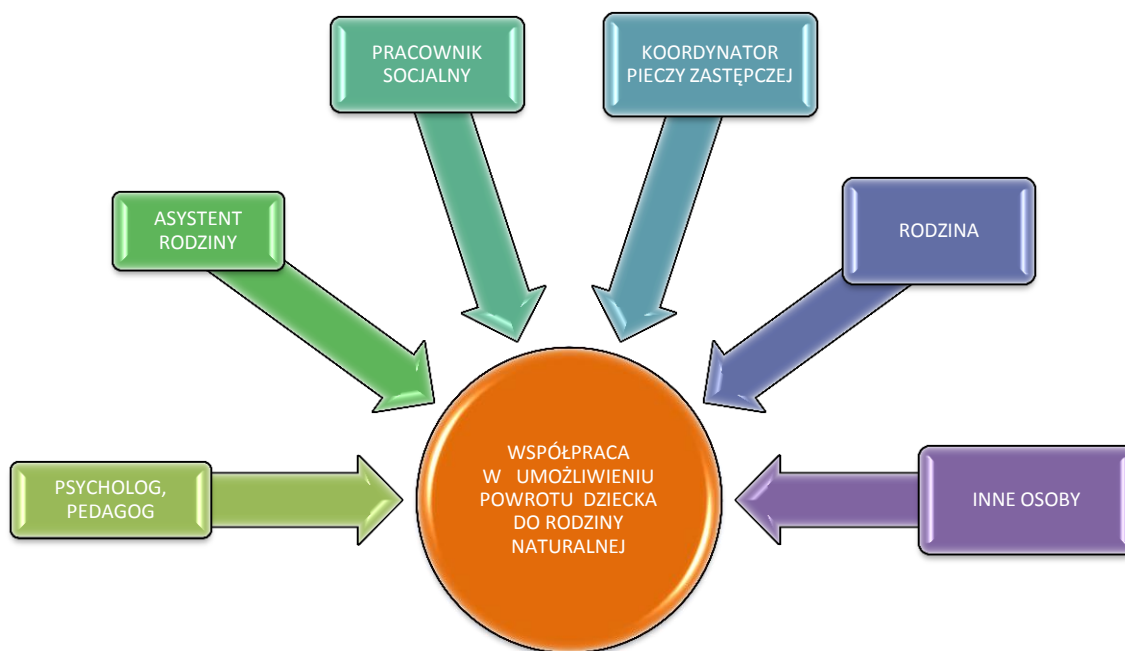 PRACOWNIK
SOCJALNY
KOORDYNATOR
PIECZY ZASTĘPCZEJ
ASYSTENT
RODZINY
RODZINA
PSYCHOLOG,
PEDAGOG
WSPÓŁPRACA
W UMOŻLIWIENIU
POWROTU DZIECKA
DO RODZINY
NATURALNEJ
INNE OSOBY